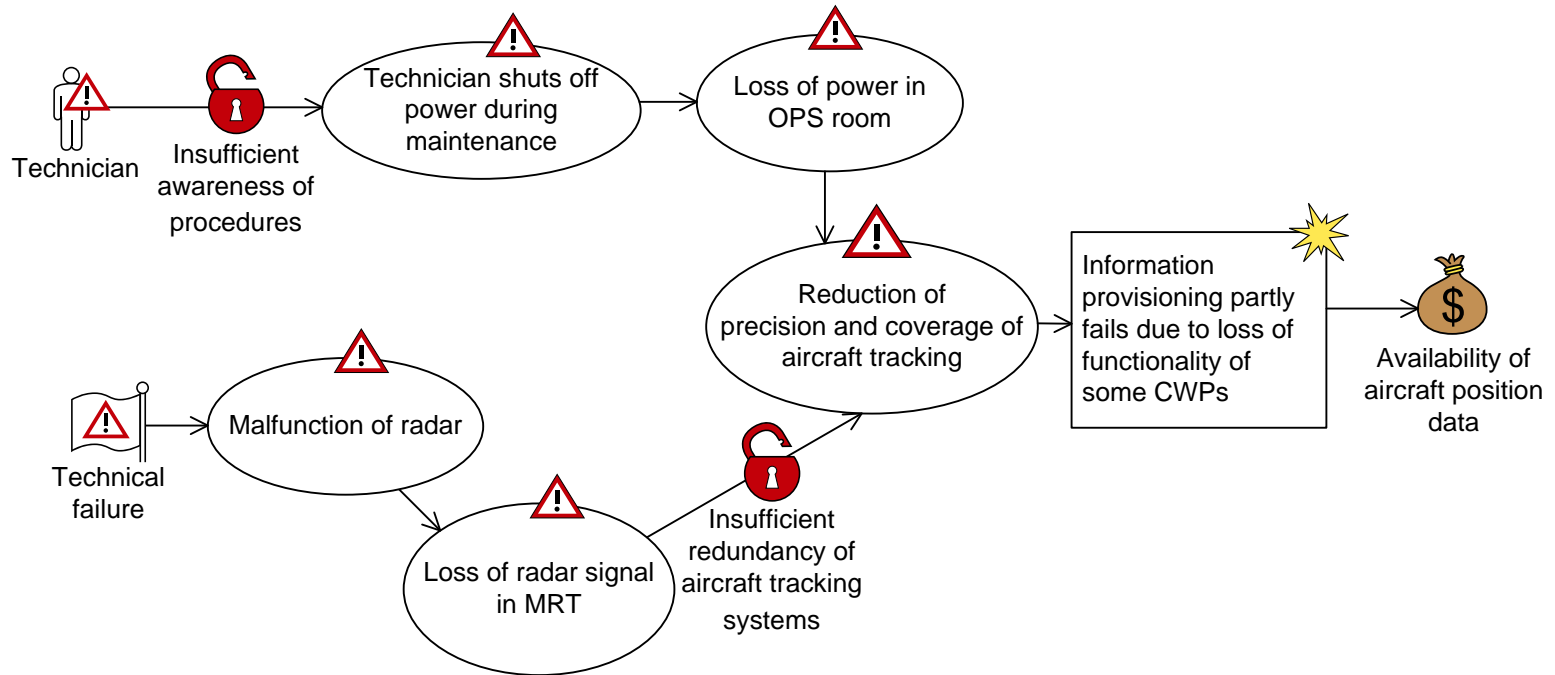 Technician
Insufficient
awareness of
procedures
Technician shuts off
power during
maintenance
Loss of power in
OPS room
Reduction of
precision and coverage of
aircraft tracking
Information
provisioning partly
fails due to loss of
functionality of
some CWPs
$
Availability of
aircraft position
data
Technical
failure
Malfunction of radar
Loss of radar signal
in MRT
Insufficient
redundancy of
aircraft tracking
systems